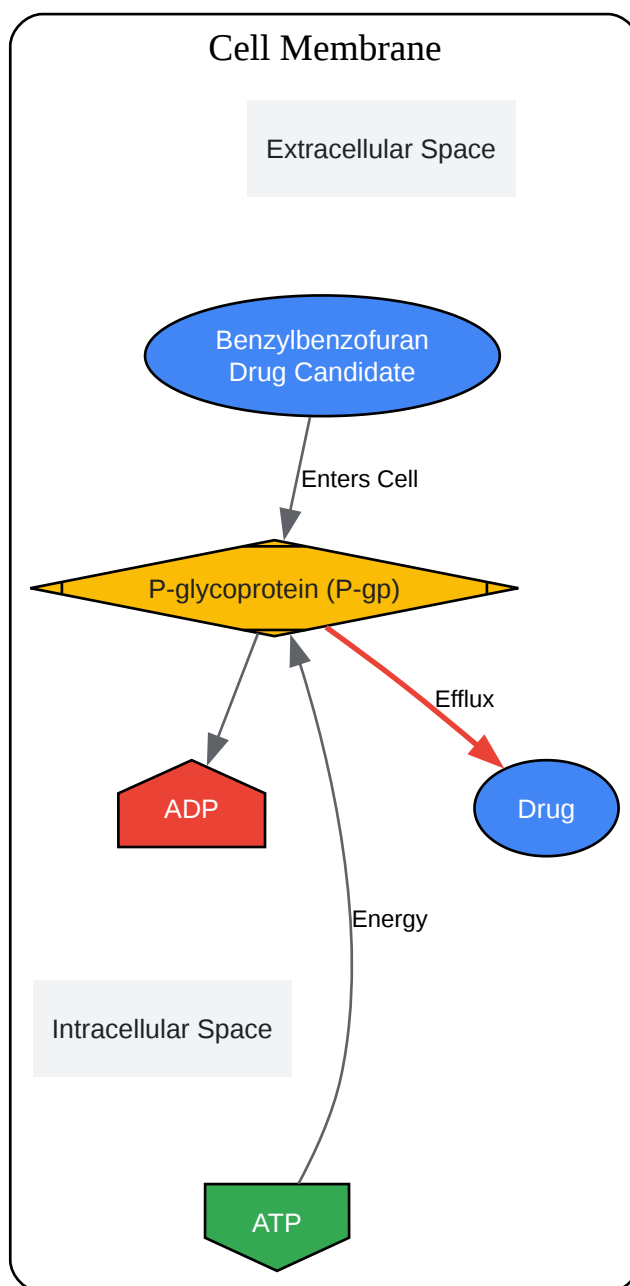 Cell Membrane
Extracellular Space
Benzylbenzofuran
Drug Candidate
Enters Cell
P-glycoprotein (P-gp)
Efflux
ADP
Drug
Energy
Intracellular Space
ATP